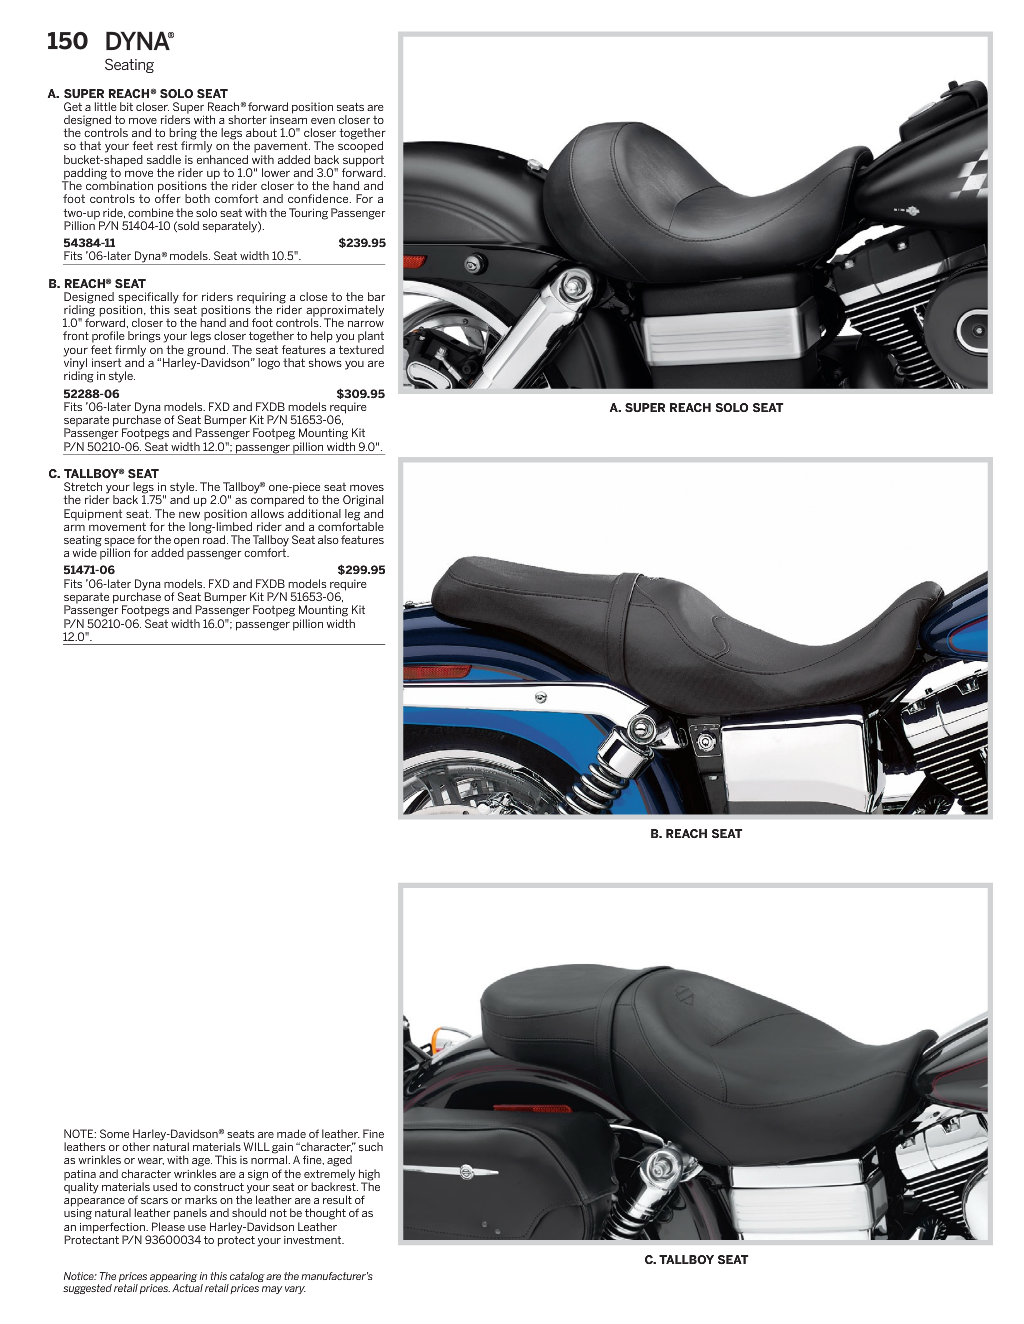 150 DYNA®
Seating
A. SUPER REACH® SOLO SEAT
Get a little bit closer. Super Reach® forward position seats are
designed to move riders with a shorter inseam even closer to
the controls and to bring the legs about 1.0" closer together
so that your feet rest firmly on the pavement. The scooped
bucket-shaped saddle is enhanced with added back support
padding to move the rider up to 1.0" lower and 3.0" forward.
The combination positions the rider closer to the hand and
foot controls to offer both comfort and confidence. For a
two-up ride, combine the solo seat with the Touring Passenger
Pillion P/N 51404-10 (sold separately).
54384-11 $239.95
Fits ’06-later Dyna® models. Seat width 10.5".
B. REACH® SEAT
Designed specifically for riders requiring a close to the bar
riding position, this seat positions the rider approximately
1.0" forward, closer to the hand and foot controls. The narrow
front profile brings your legs closer together to help you plant
your feet firmly on the ground. The seat features a textured
vinyl insert and a “Harley-Davidson” logo that shows you are
riding in style.
52288-06 $309.95
Fits ’06-later Dyna models. FXD and FXDB models require
separate purchase of Seat Bumper Kit P/N 51653-06,
Passenger Footpegs and Passenger Footpeg Mounting Kit
P/N 50210-06. Seat width 12.0"; passenger pillion width 9.0".
C. TALLBOY® SEAT
Stretch your legs in style. The Tallboy® one-piece seat moves
the rider back 1.75" and up 2.0" as compared to the Original
Equipment seat. The new position allows additional leg and
arm movement for the long-limbed rider and a comfortable
seating space for the open road. The Tallboy Seat also features
a wide pillion for added passenger comfort.
51471-06 $299.95
Fits ’06-later Dyna models. FXD and FXDB models require
separate purchase of Seat Bumper Kit P/N 51653-06,
Passenger Footpegs and Passenger Footpeg Mounting Kit
P/N 50210-06. Seat width 16.0"; passenger pillion width
12.0".
A. SUPER REACH SOLO SEAT
B. REACH SEAT
C. TALLBOY SEAT
NOTE: Some Harley-Davidson® seats are made of leather. Fine
leathers or other natural materials WILL gain “character,” such
as wrinkles or wear, with age. This is normal. A fine, aged
patina and character wrinkles are a sign of the extremely high
quality materials used to construct your seat or backrest. The
appearance of scars or marks on the leather are a result of
using natural leather panels and should not be thought of as
an imperfection. Please use Harley-Davidson Leather
Protectant P/N 93600034 to protect your investment.
Notice: The prices appearing in this catalog are the manufacturer’s
suggested retail prices. Actual retail prices may vary.